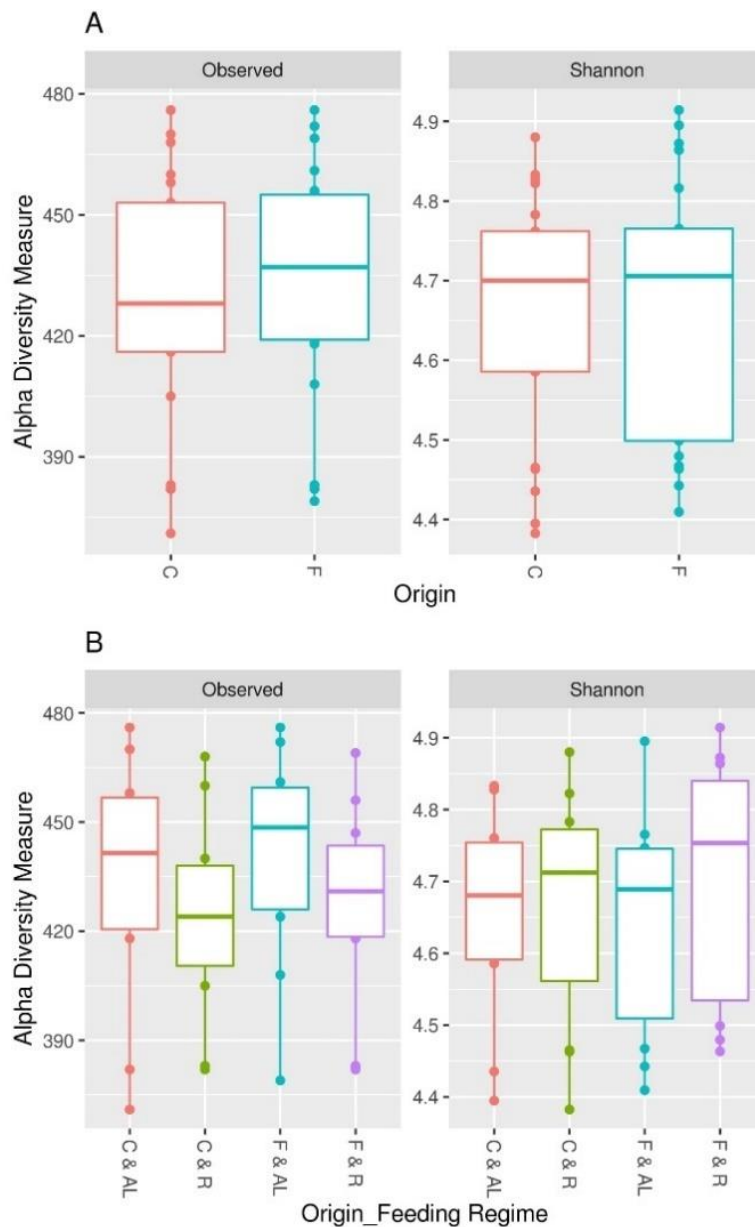 A
Observed
Shannon
Alpha Diversity Measure
480
450
420
390
4.9
4.8
4.7
4.6
4.5
4.4
C
F
C
F
Origin
B
Observed
Shannon
Alpha Diversity Measure
480
450
420
390
4.9
4.8
4.7
4.6
4.5
4.4
C & AL
C & R
F & AL
F & R
C & AL
C & R
F & AL
F & R
Origin_Feeding Regime